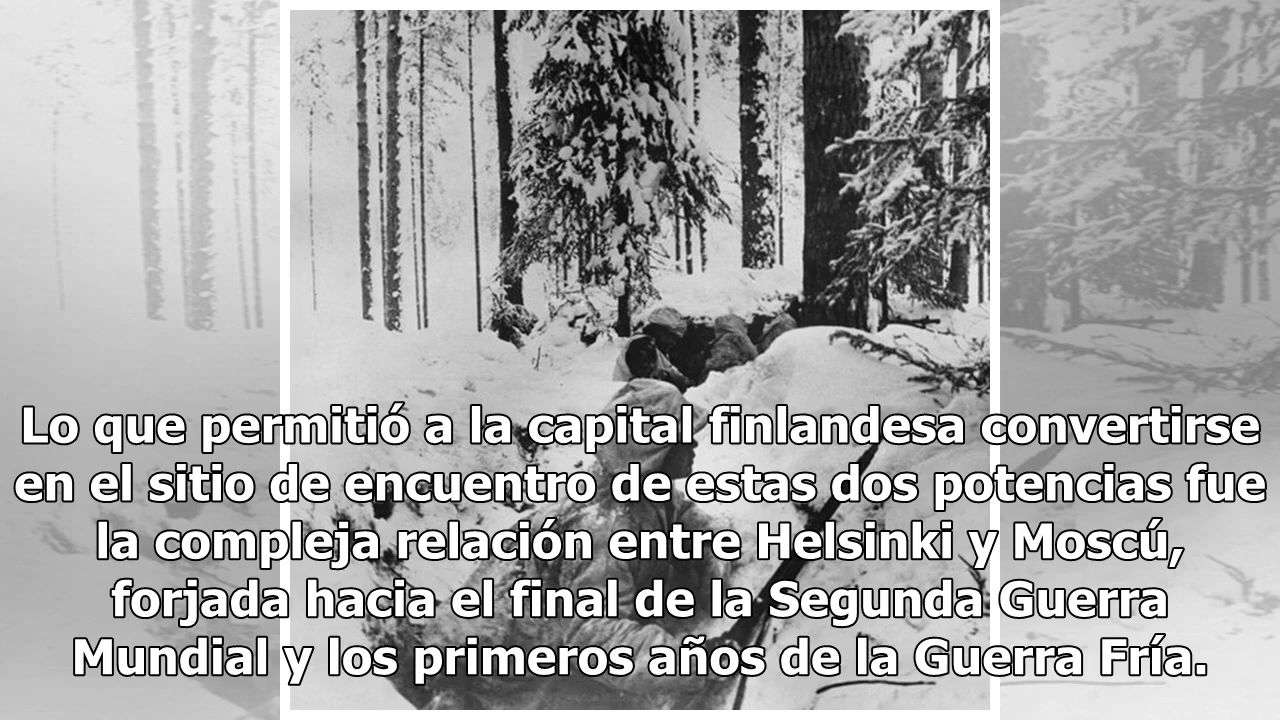 Lo que permitió a la capital finlandesa convertirse
en el sitio de encuentro de estas dos potencias fue
la compleja relación entre Helsinki y Moscú,
forjada hacia el final de la Segunda Guerra
Mundial y los primeros años de la Guerra Fría.